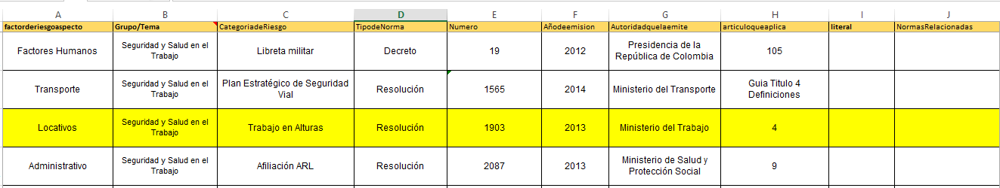 A B C D E F G H I J
factorderiesgoaspecto Grupo/Tema CategoriadeRiesgo TipodeNorma Numero Añodeemision Autoridadquelaemite articuloqueaplica literal NormasRelacionadas
Factores Humanos Seguridad y Salud en el Trabajo Libreta militar Decreto 19 2012 Presidencia de la República de Colombia 105
Transporte Seguridad y Salud en el Trabajo Plan Estratégico de Seguridad Vial Resolución 1565 2014 Ministerio del Transporte Guia Titulo 4 Definiciones
Locativos Seguridad y Salud en el Trabajo Trabajo en Alturas Resolución 1903 2013 Ministerio del Trabajo 4
Administrativo Seguridad y Salud en el Trabajo Afiliación ARL Resolución 2087 2013 Ministerio de Salud y Protección Social 9